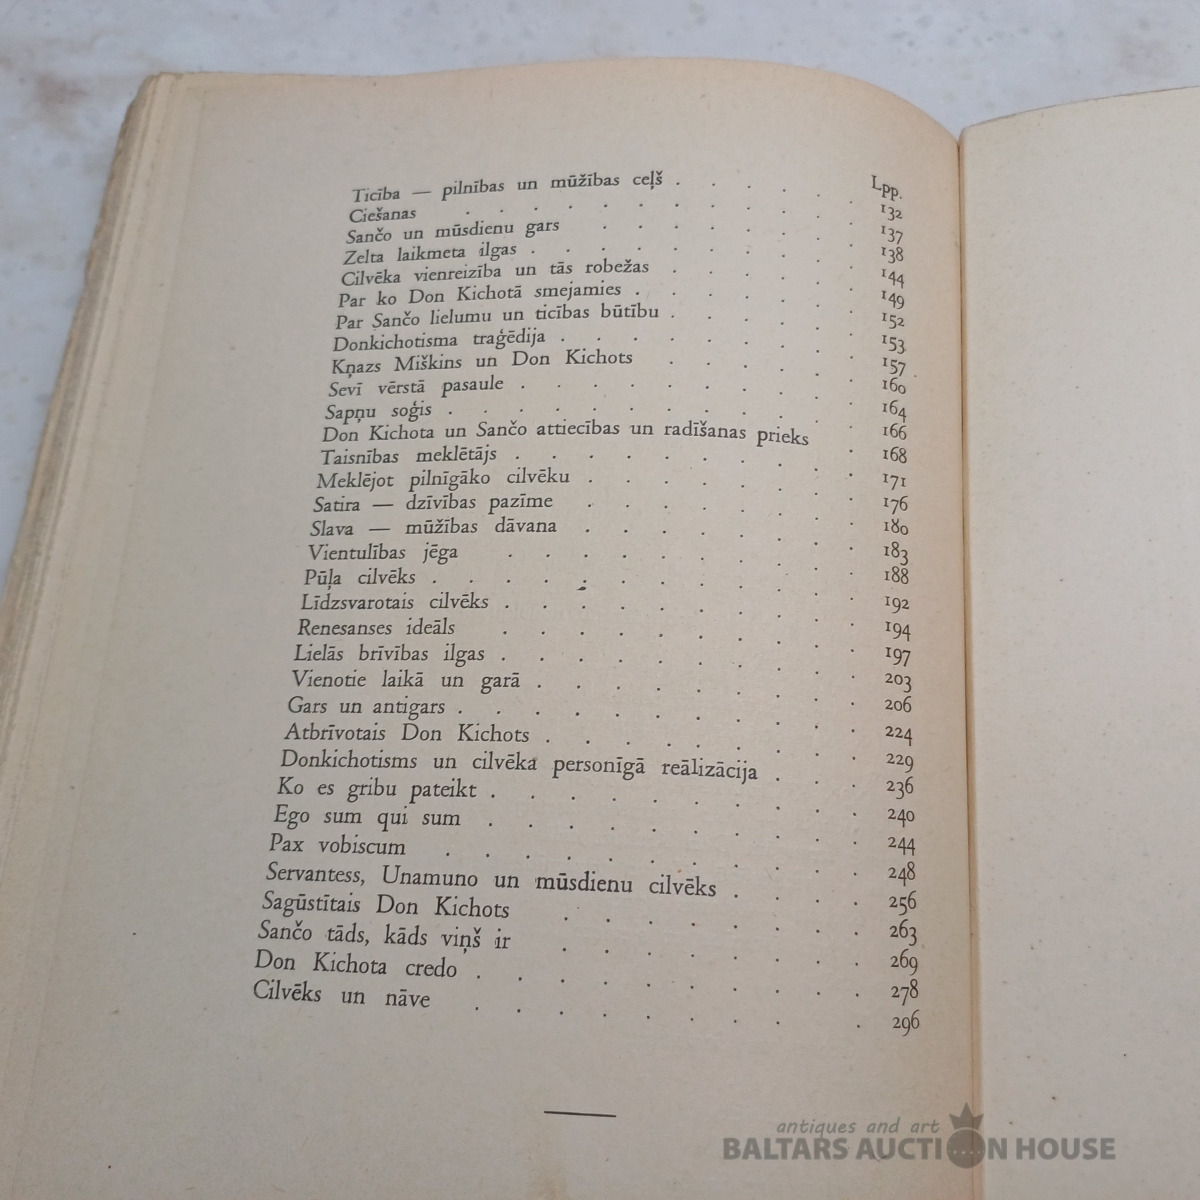 Lpp.
Ticība — pilnības un mūžības ceļš . . . . . 132
Ciešanas . . . . . . . . . . 137
Sančo un mūsdienu gars . . . . . . . 138
Zelta laikmeta ilgas . . . . . . . . . 144
Cilvēka vienreizība un tās robežas . . . . . 149
Par ko Don Kichotā smejamies . . . . . . 152
Par Sančo lielumu un ticības būtību . . . . . 153
Donkichotisma traģēdija . . . . . . . . 157
Kņazs Miškins un Don Kichots . . . . . 160
Sevī vērstā pasaule . . . . . . . . . 164
Sapņu soģis . . . . . . . . . . . 166
Don Kichota un Sančo attiecības un radīšanas prieks . 168
Taisnības meklētājs . . . . . . . . . 171
Meklējot pilnīgāko cilvēku . . . . . . . 176
Satira — dzīvības pazīme . . . . . . . 180
Slava — mūžības dāvana . . . . . . . 183
Vientulības jēga . . . . . . . . . 188
Pūļa cilvēks . . . . . . . . . . . 192
Līdzsvarotais cilvēks . . . . . . . . . 194
Renesanses ideāls . . . . . . . . . 197
Lielās brīvības ilgas . . . . . . . . . 203
Vienotie laikā un garā . . . . . . . . 206
Gars un antigars . . . . . . . . . . 224
Atbrīvotais Don Kichots . . . . . . . . 229
Donkichotisms un cilvēka personīgā reālizācija . . . 236
Ko es gribu pateikt . . . . . . . . . 240
Ego sum qui sum . . . . . . . . . 244
Pax vobiscum . . . . . . . . . . 248
Servantess, Unamuno un mūsdienu cilvēks . . . . 256
Sagūstītais Don Kichots . . . . . . . 263
Sančo tāds, kāds viņš ir . . . . . . . 269
Don Kichota credo . . . . . . . . . 278
Cilvēks un nāve . . . . . . . . . 296
antiques and art
BALTARS AUCTION HOUSE